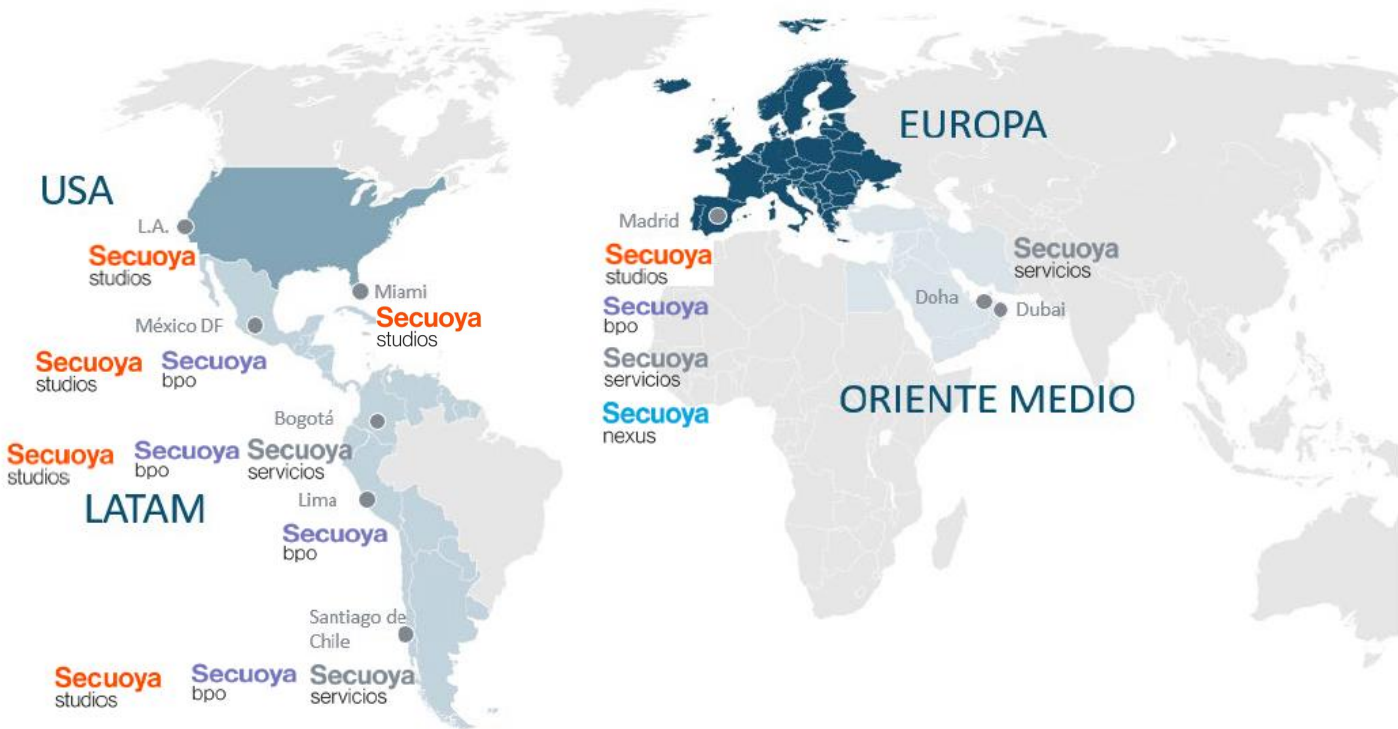 EUROPA
USA
L.A.
Secuoya
studios
Miami
Secuoya
studios
México DF
Secuoya
studios
Secuoya
bpo
Bogotá
Secuoya
studios
Secuoya
bpo
Secuoya
servicios
LATAM
Lima
Secuoya
bpo
Santiago de
Chile
Secuoya
studios
Secuoya
bpo
Secuoya
servicios
Madrid
Secuoya
studios
Secuoya
bpo
Secuoya
servicios
Secuoya
nexus
Secuoya
servicios
Doha
Dubai
ORIENTE MEDIO